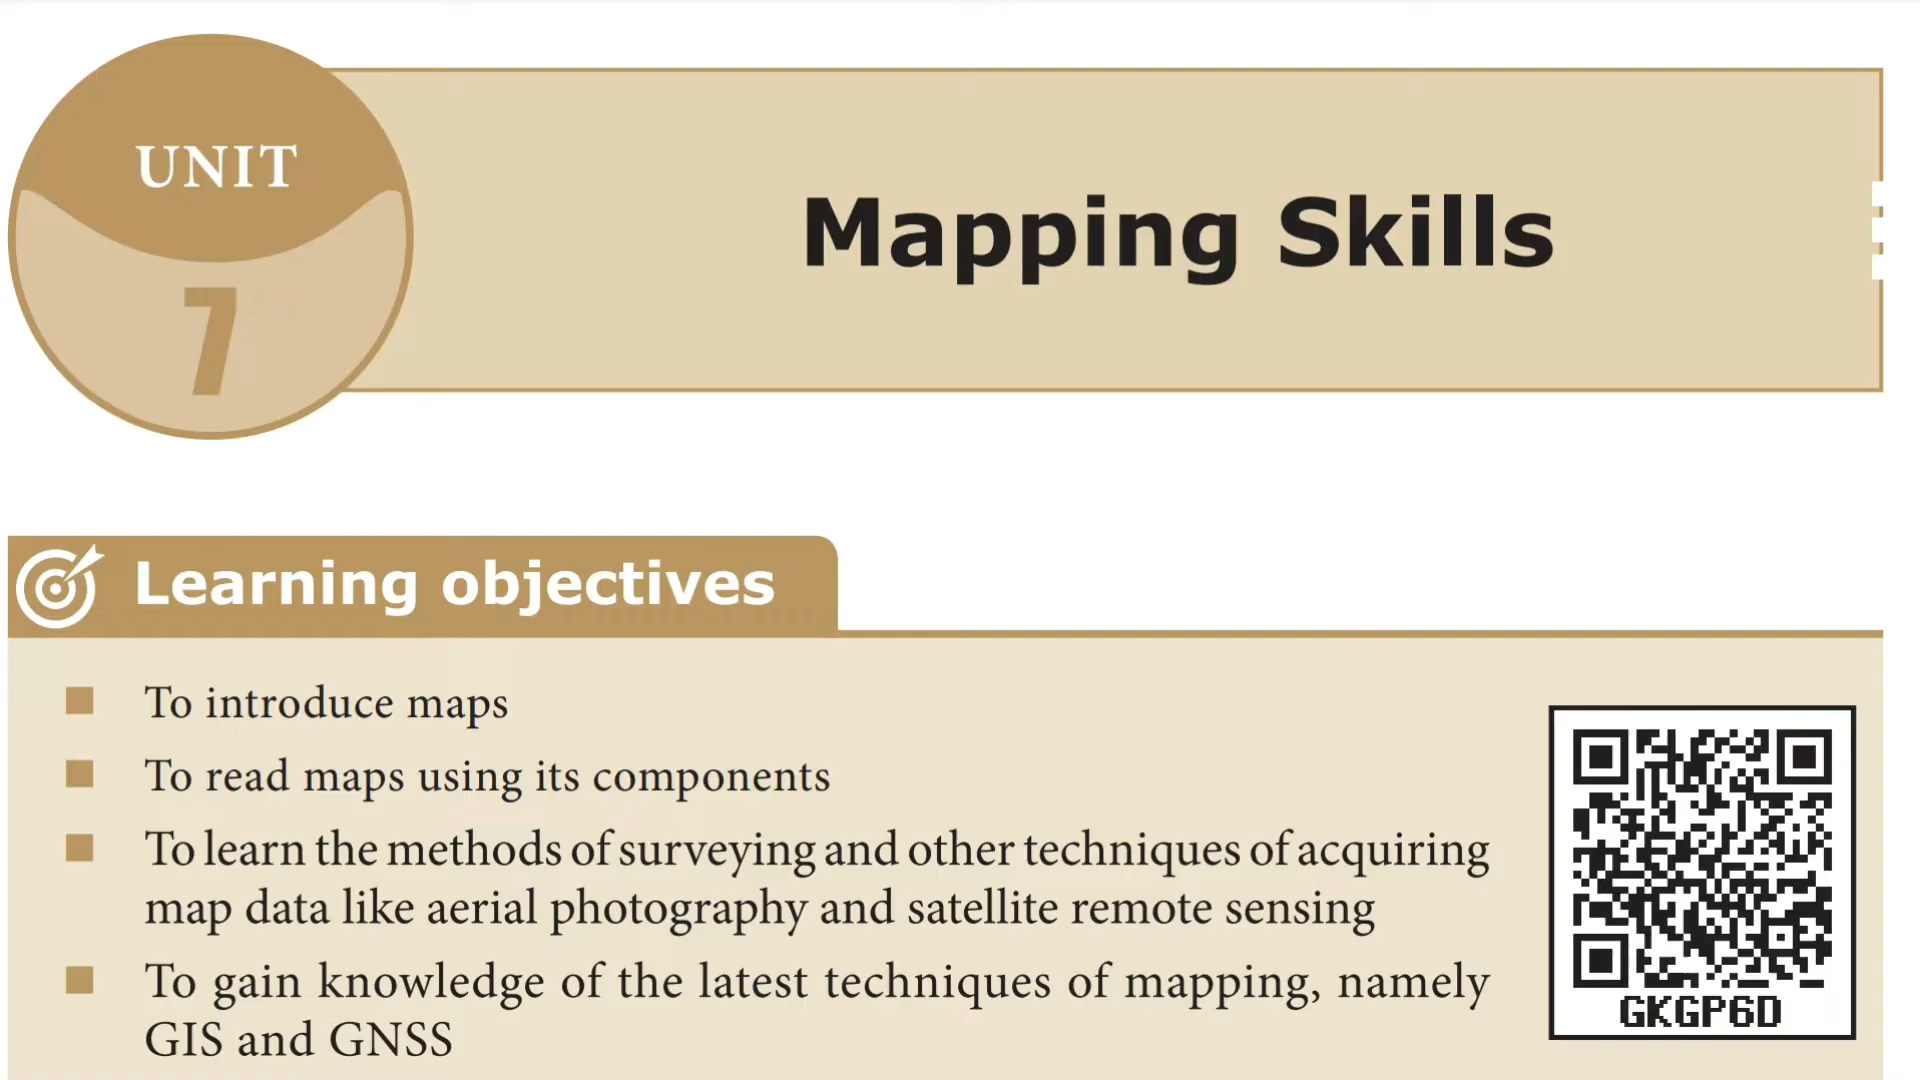 UNIT
7
Mapping Skills
Learning objectives
To introduce maps
To read maps using its components
To learn the methods of surveying and other techniques of acquiring
map data like aerial photography and satellite remote sensing
To gain knowledge of the latest techniques of mapping, namely
GIS and GNSS
GKGP6D